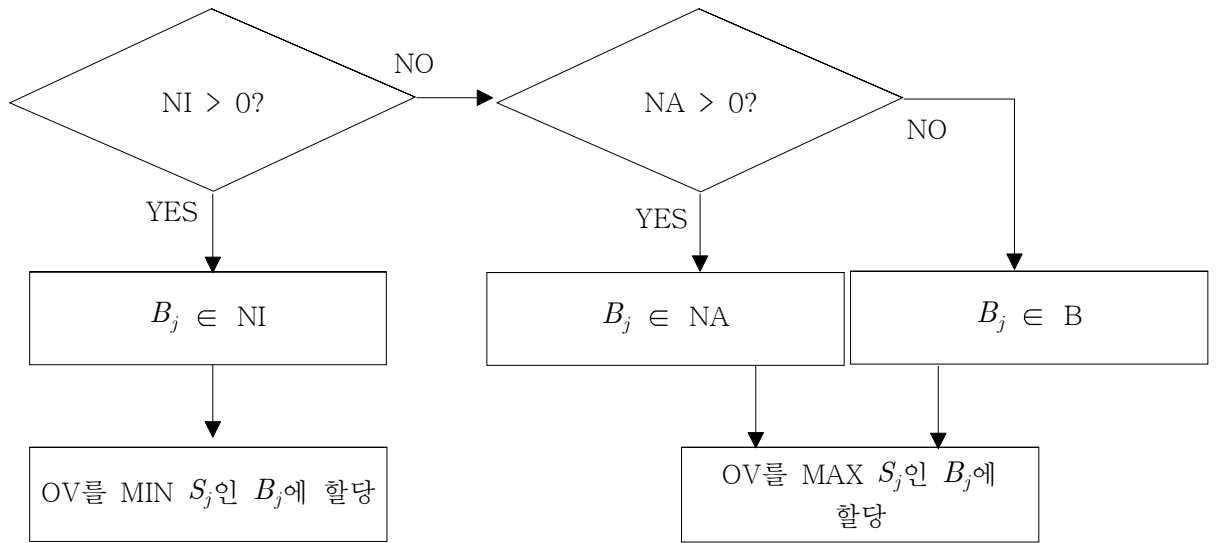 NI > 0?
NO
NA > 0?
NO
YES
YES
B_j ∈ NI
B_j ∈ NA
B_j ∈ B
OV를 MIN S_j인 B_j에 할당
OV를 MAX S_j인 B_j에
할당